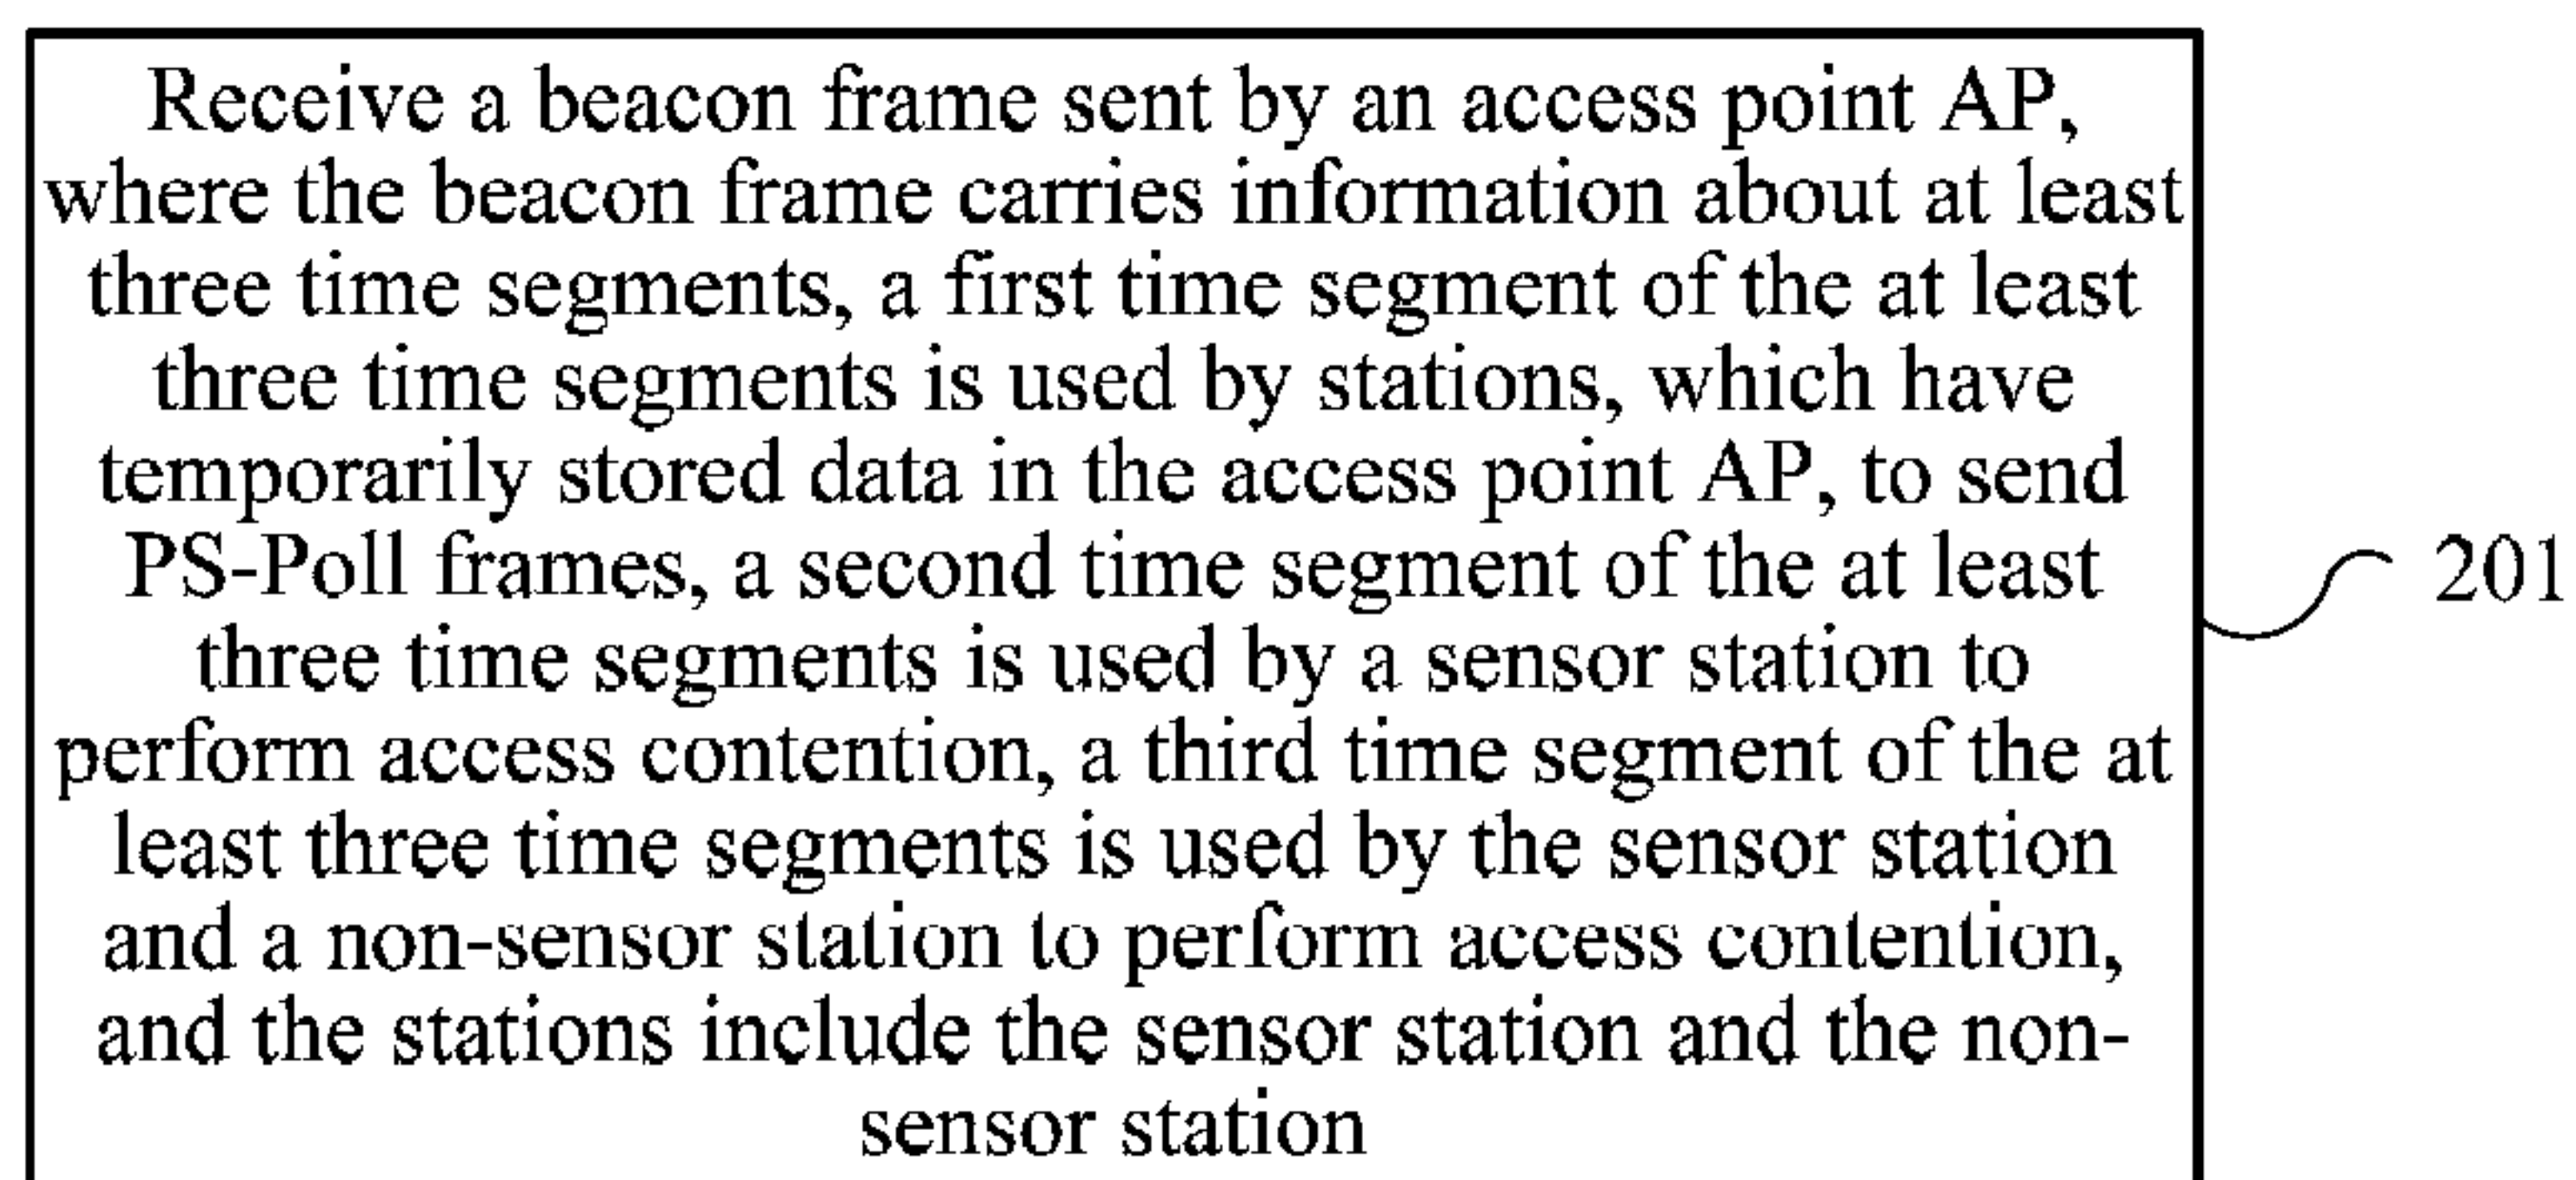 Receive a beacon frame sent by an access point AP,
where the beacon frame carries information about at least
three time segments, a first time segment of the at least
three time segments is used by stations, which have
temporarily stored data in the access point AP, to send
PS-Poll frames, a second time segment of the at least
three time segments is used by a sensor station to
perform access contention, a third time segment of the at
least three time segments is used by the sensor station
and a non-sensor station to perform access contention,
and the stations include the sensor station and the non-
sensor station
201